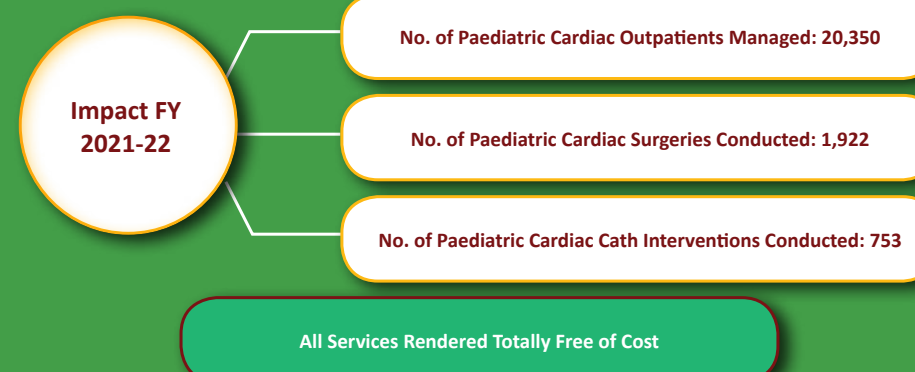 Impact FY
2021-22
No. of Paediatric Cardiac Outpatients Managed: 20,350
No. of Paediatric Cardiac Surgeries Conducted: 1,922
No. of Paediatric Cardiac Cath Interventions Conducted: 753
All Services Rendered Totally Free of Cost